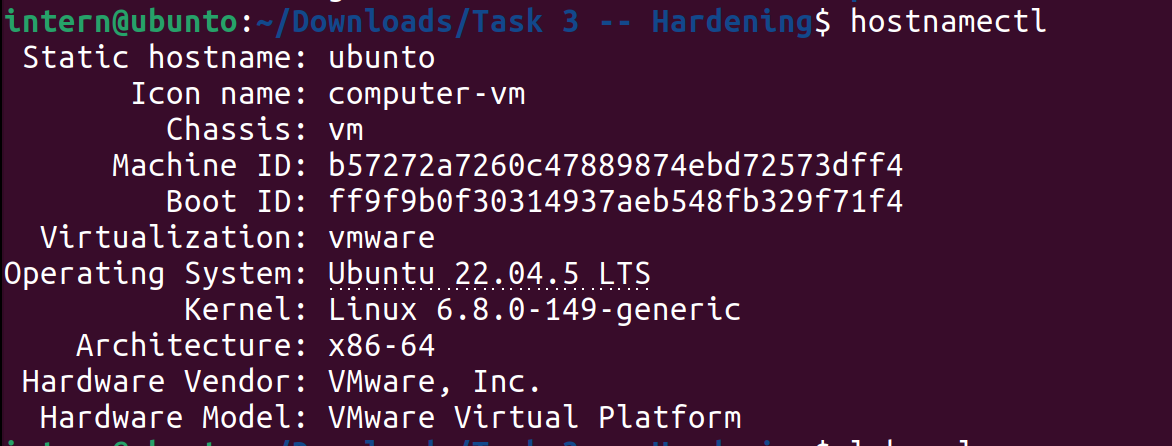 intern@ubunto:~/Downloads/Task 3 -- Hardening$ hostnamectl
Static hostname: ubunto
Icon name: computer-vm
Chassis: vm
Machine ID: b57272a7260c47889874ebd72573dff4
Boot ID: ff9f9b0f30314937aeb548fb329f71f4
Virtualization: vmware
Operating System: Ubuntu 22.04.5 LTS
Kernel: Linux 6.8.0-149-generic
Architecture: x86-64
Hardware Vendor: VMware, Inc.
Hardware Model: VMware Virtual Platform